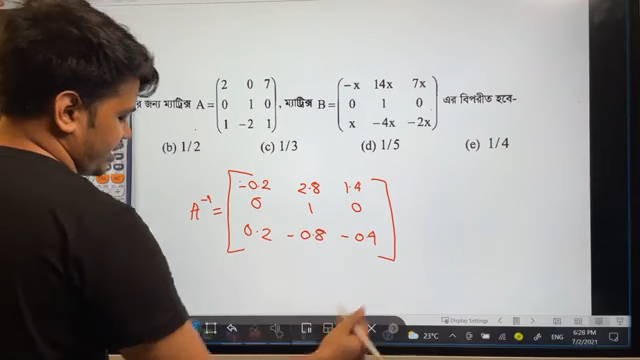 র জন্য ম্যাট্রিক্স A = (2 0 7
0 1 0
1 -2 1), ম্যাট্রিক্স B = (-x 14x 7x
0 1 0
x -4x -2x) এর বিপরীত হবে-
(b) 1/2 (c) 1/3 (d) 1/5 (e) 1/4
A⁻¹ = [-0.2 2.8 1.4
0 1 0
0.2 -0.8 -0.4]
Display Settings
23°C
6:28 PM
7/2/2021